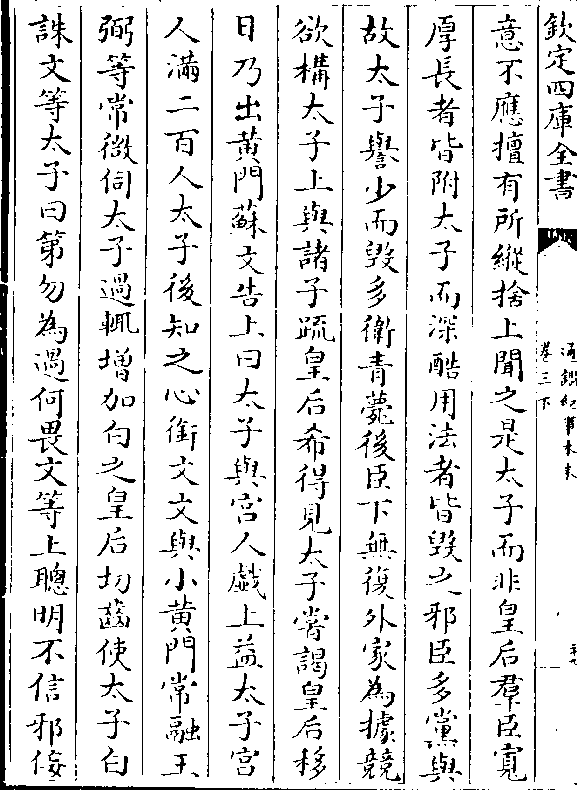 欽定四庫全書
通鑑紀事本末
卷三下
意不應擅有所縱捨上聞之是太子而非皇后羣臣寬
厚長者皆附太子而深酷用法者皆毀之邪臣多黨與
故太子譽少而毀多衛青薨後臣下無復外家為據競
欲構太子上與諸子疏皇后希得見太子嘗謁皇后移
日乃出黄門蘇文告上曰太子與宫人戲上益太子宫
人滿二百人太子後知之心銜文文與小黄門常融王
弼等常微伺太子過輒增加白之皇后切齒使太子白
誅文等太子曰第勿為過何畏文等上聰明不信邪佞